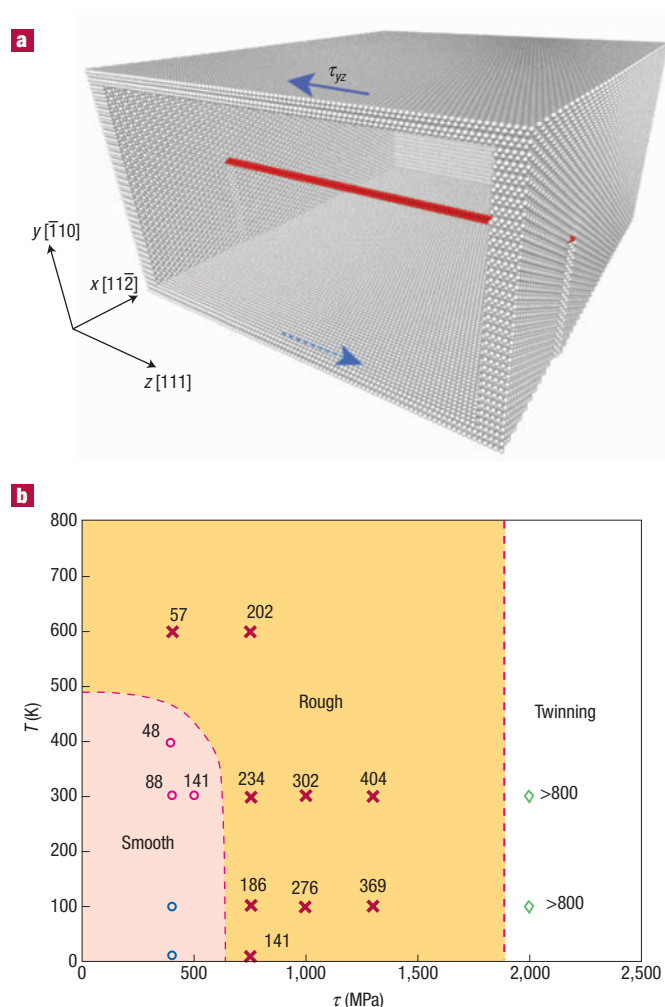 a
τyz
y [1̅10]
x [112̅]
z [111]
b
800
700
600
500
400
300
200
100
0
T (K)
57
202
48
Rough
Twinning
88
141
234
302
404
>800
Smooth
186
276
369
>800
141
0
500
1,000
1,500
2,000
2,500
τ (MPa)